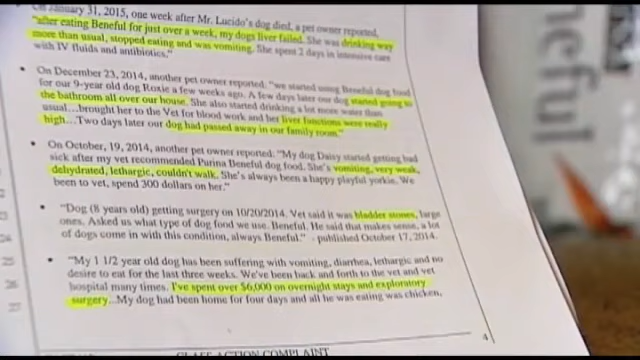 On January 31, 2015, one week after Mr. Lucido's dog died, a pet owner reported,
"after eating Beneful for just over a week, my dogs liver failed. She was drinking way
more than usual, stopped eating and was vomiting. She spent 2 days in intensive care
with IV fluids and antibiotics."
• On December 23, 2014, another pet owner reported: "we started using Beneful dog food
for our 9-year old dog Roxie a few weeks ago. A few days later our dog started going to
the bathroom all over our house. She also started drinking a lot more water than
usual...brought her to the Vet for blood work and her liver functions were really
high...Two days later our dog had passed away in our family room."
• On October, 19, 2014, another pet owner reported: "My dog Daisy started getting bad
sick after my vet recommended Purina Beneful dog food. She's vomiting, very weak,
dehydrated, lethargic, couldn't walk. She's always been a happy playful yorkie. We
been to vet, spend 300 dollars on her."
• "Dog (8 years old) getting surgery on 10/20/2014. Vet said it was bladder stones, large
ones. Asked us what type of dog food we use. Beneful. He said that makes sense, a lot
of dogs come in with this condition, always Beneful." - published October 17, 2014.
• "My 1 1/2 year old dog has been suffering with vomiting, diarrhea, lethargic and no
desire to eat for the last three weeks. We've been back and forth to the vet and vet
hospital many times. I've spent over $6,000 on overnight stays and exploratory
surgery...My dog had been home for four days and all he was eating was chicken,
4
CLASS ACTION COMPLAINT
24
25
26
27
eful